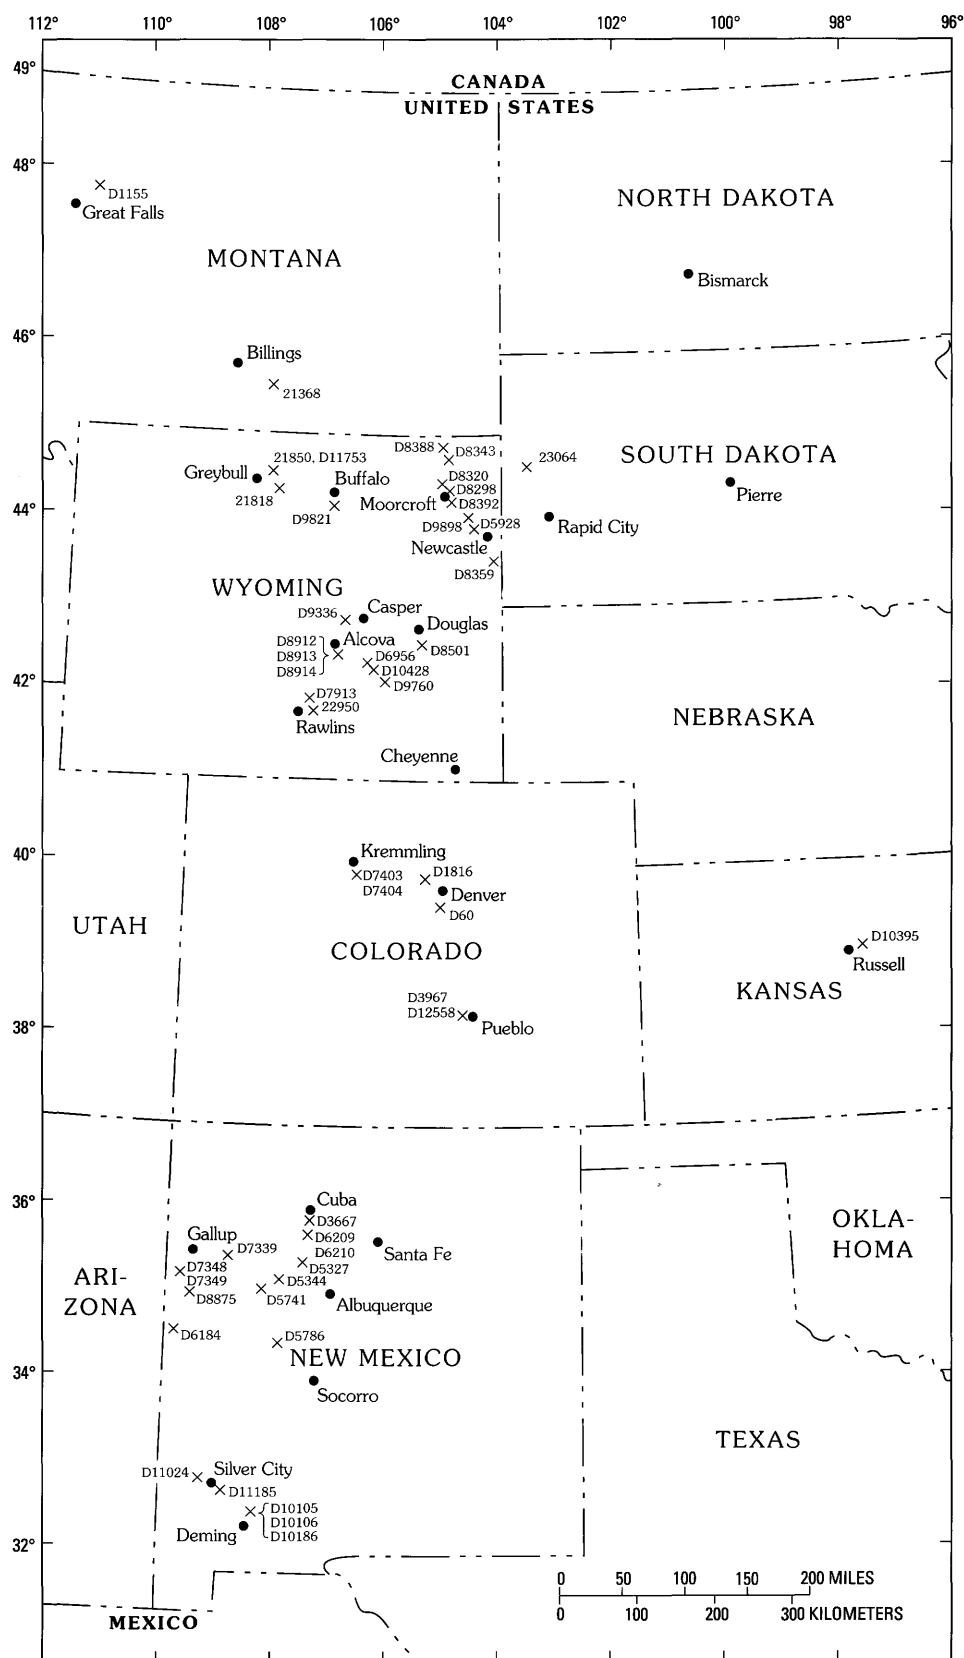 112° 110° 108° 106° 104° 102° 100° 98° 96°
49°
CANADA
UNITED STATES
48°
D1155
Great Falls
NORTH DAKOTA
MONTANA
Bismarck
46°
Billings
21368
D8388
D8343
23064
SOUTH DAKOTA
21850, D11753
Greybull
Buffalo
D8320
D8298
21818
Moorcroft
D8392
Pierre
44°
D9821
D9898
D5928
Rapid City
Newcastle
D8359
WYOMING
D9336
Casper
Douglas
D8912
Alcova
D8501
D8913
D6956
D8914
D10428
42°
D9760
D7913
22950
Rawlins
NEBRASKA
Cheyenne
40°
Kremmling
D7403
D7404
D1816
Denver
D60
UTAH
COLORADO
D10395
Russell
KANSAS
D3967
D12558
Pueblo
38°
36°
Cuba
D3667
D6209
D6210
Gallup
D7339
Santa Fe
OKLA-
HOMA
D7348
D7349
D5327
D5344
ARI-
ZONA
D8875
D5741
Albuquerque
D6184
D5786
NEW MEXICO
34°
Socorro
TEXAS
D11024
Silver City
D11185
D10105
D10106
D10186
Deming
32°
0 50 100 150 200 MILES
0 100 200 300 KILOMETERS
MEXICO